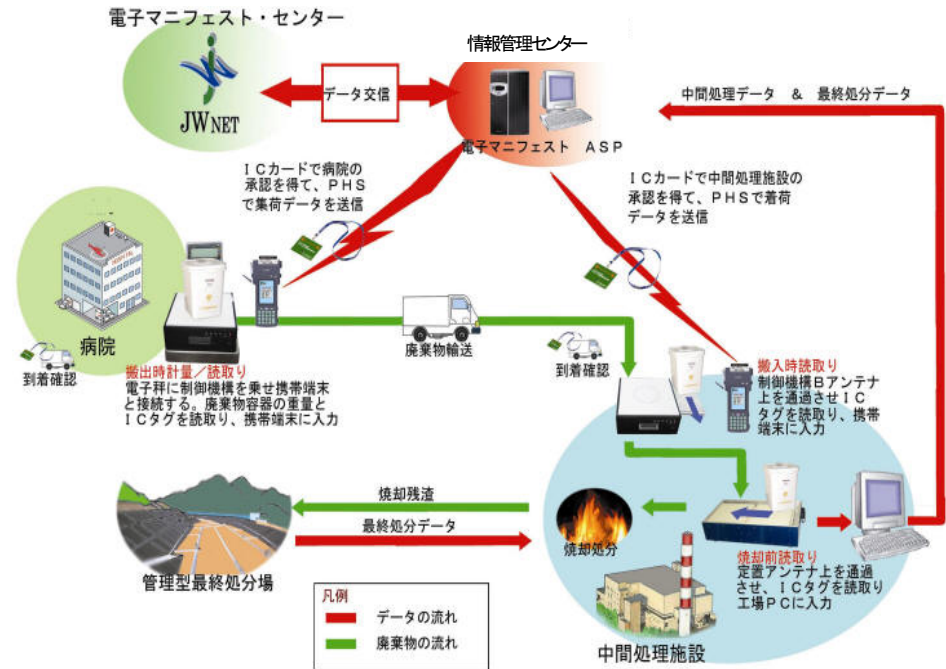 電子マニフェスト・センター
JWNET
データ交信
情報管理センター
電子マニフェスト ASP
中間処理データ & 最終処分データ
ICカードで病院の
承認を得て、PHS
で集荷データを送信
ICカードで中間処理施設の
承認を得て、PHSで着荷
データを送信
病院
到着確認
搬出時計量/読取り
電子秤に制御機構を乗せ携帯端末
と接続する。廃棄物容器の重量と
ICタグを読取り、携帯端末に入力
廃棄物輸送
到着確認
搬入時読取り
制御機構Bアンテナ
上を通過させIC
タグを読取り、携帯
端末に入力
焼却残渣
最終処分データ
管理型最終処分場
焼却処分
焼却前読取り
定置アンテナ上を通過
させ、ICタグを読取り
工場PCに入力
中間処理施設
凡例
データの流れ
廃棄物の流れ